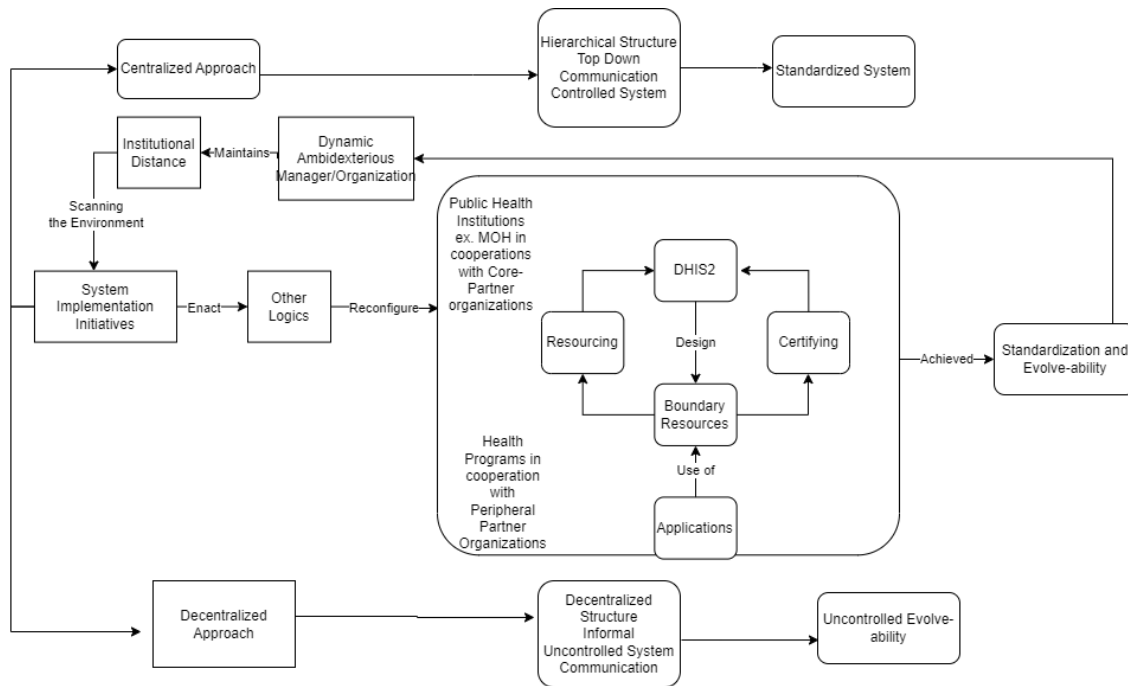 Centralized Approach
Hierarchical Structure
Top Down
Communication
Controlled System
Standardized System
Institutional
Distance
Maintains
Dynamic
Ambidexterious
Manager/Organization
Scanning
the Environment
System
Implementation
Initiatives
Enact
Other
Logics
Reconfigure
Public Health
Institutions
ex. MOH in
cooperations
with Core-
Partner
organizations
DHIS2
Resourcing
Design
Certifying
Boundary
Resources
Use of
Applications
Health
Programs in
cooperation
with
Peripheral
Partner
Organizations
Achieved
Standardization and
Evolve-ability
Decentralized
Approach
Decentralized
Structure
Informal
Uncontrolled System
Communication
Uncontrolled Evolve-
ability